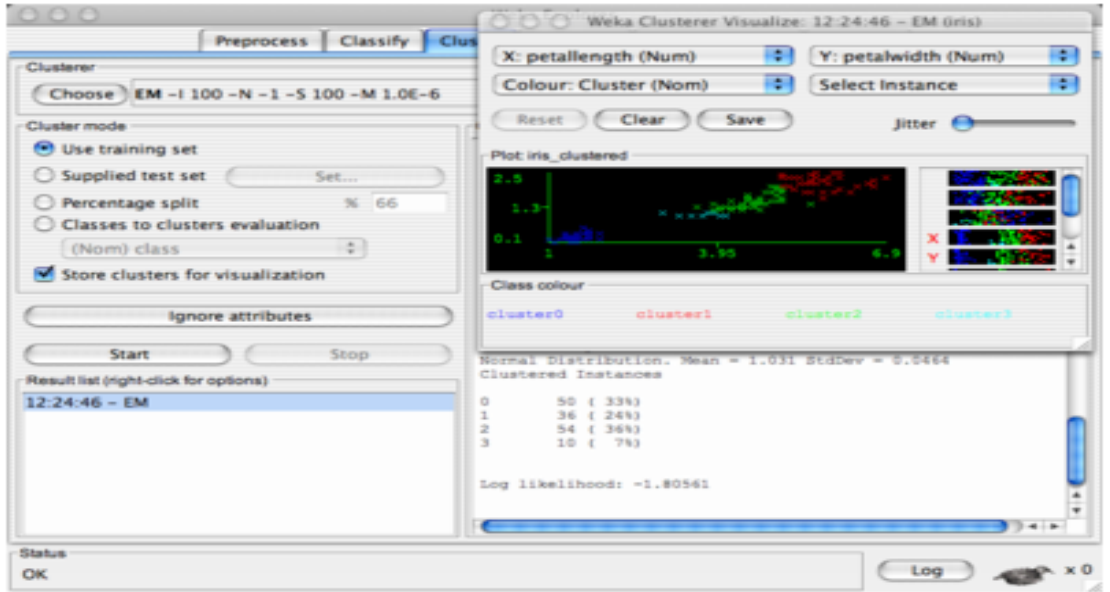 Weka Clusterer Visualize: 12:24:46 – EM (iris)
Preprocess Classify Clus
Clusterer
Choose EM –I 100 –N –1 –S 100 –M 1.0E–6
Cluster mode
Use training set
Supplied test set Set...
Percentage split % 66
Classes to clusters evaluation
(Nom) class
Store clusters for visualization
Ignore attributes
Start Stop
Result list (right-click for options)
12:24:46 – EM
X: petallength (Num) Y: petalwidth (Num)
Colour: Cluster (Nom) Select Instance
Reset Clear Save Jitter
Plot: iris_clustered
2.5
1.3
0.1
1 3.95 6.9
X
Y
Class colour
cluster0 cluster1 cluster2 cluster3
Normal Distribution. Mean = 1.031 StdDev = 0.0464
Clustered Instances
0 50 ( 33%)
1 36 ( 24%)
2 54 ( 36%)
3 10 ( 7%)
Log likelihood: -1.80561
Status
OK
Log x 0